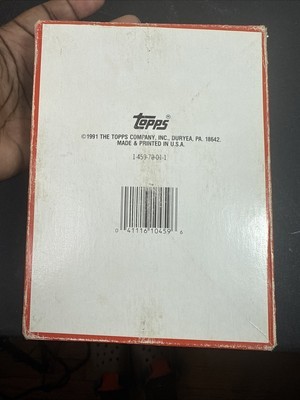 Topps®
©1991 THE TOPPS COMPANY, INC., DURYEA, PA. 18642.
MADE & PRINTED IN U.S.A.
1-459-78-01-1
0 41116 10459 6